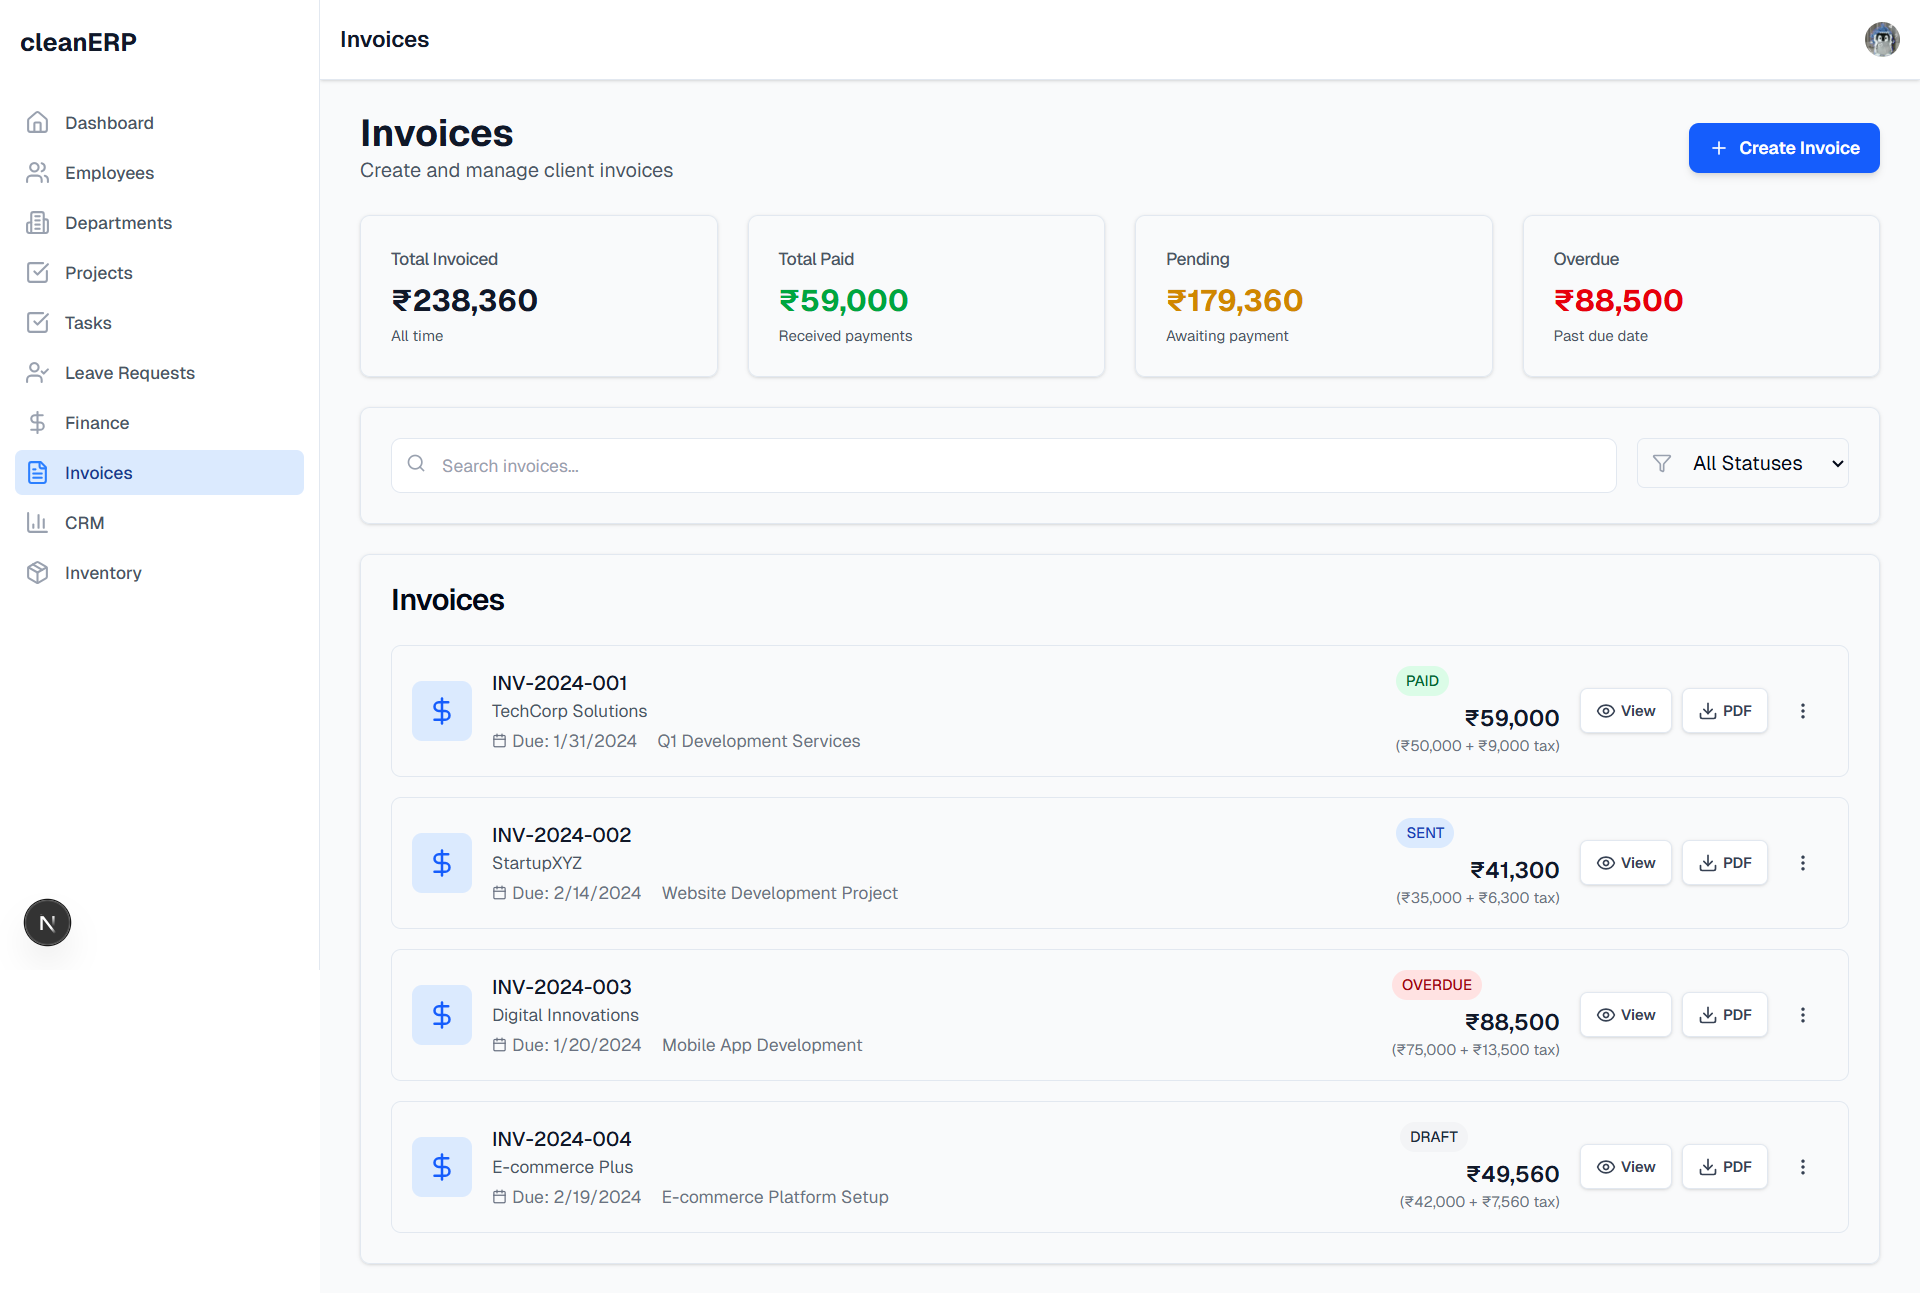 cleanERP
Dashboard
Employees
Departments
Projects
Tasks
Leave Requests
Finance
Invoices
CRM
Inventory
N
Invoices
Invoices
Create and manage client invoices
Create Invoice
Total Invoiced
₹238,360
All time
Total Paid
₹59,000
Received payments
Pending
₹179,360
Awaiting payment
Overdue
₹88,500
Past due date
Search invoices...
All Statuses
Invoices
INV-2024-001
TechCorp Solutions
Due: 1/31/2024 Q1 Development Services
PAID
₹59,000
(₹50,000 + ₹9,000 tax)
View
PDF
INV-2024-002
StartupXYZ
Due: 2/14/2024 Website Development Project
SENT
₹41,300
(₹35,000 + ₹6,300 tax)
View
PDF
INV-2024-003
Digital Innovations
Due: 1/20/2024 Mobile App Development
OVERDUE
₹88,500
(₹75,000 + ₹13,500 tax)
View
PDF
INV-2024-004
E-commerce Plus
Due: 2/19/2024 E-commerce Platform Setup
DRAFT
₹49,560
(₹42,000 + ₹7,560 tax)
View
PDF